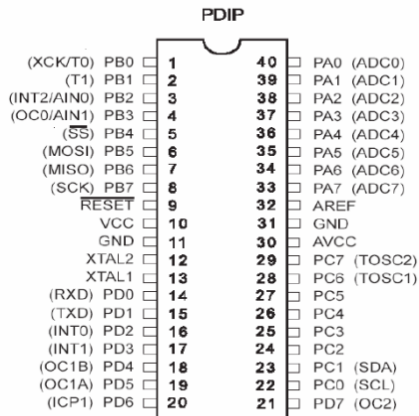 PDIP
(XCK/T0) PB0 1 40 PA0 (ADC0)
(T1) PB1 2 39 PA1 (ADC1)
(INT2/AIN0) PB2 3 38 PA2 (ADC2)
(OC0/AIN1) PB3 4 37 PA3 (ADC3)
(SS) PB4 5 36 PA4 (ADC4)
(MOSI) PB5 6 35 PA5 (ADC5)
(MISO) PB6 7 34 PA6 (ADC6)
(SCK) PB7 8 33 PA7 (ADC7)
RESET 9 32 AREF
VCC 10 31 GND
GND 11 30 AVCC
XTAL2 12 29 PC7 (TOSC2)
XTAL1 13 28 PC6 (TOSC1)
(RXD) PD0 14 27 PC5
(TXD) PD1 15 26 PC4
(INT0) PD2 16 25 PC3
(INT1) PD3 17 24 PC2
(OC1B) PD4 18 23 PC1 (SDA)
(OC1A) PD5 19 22 PC0 (SCL)
(ICP1) PD6 20 21 PD7 (OC2)